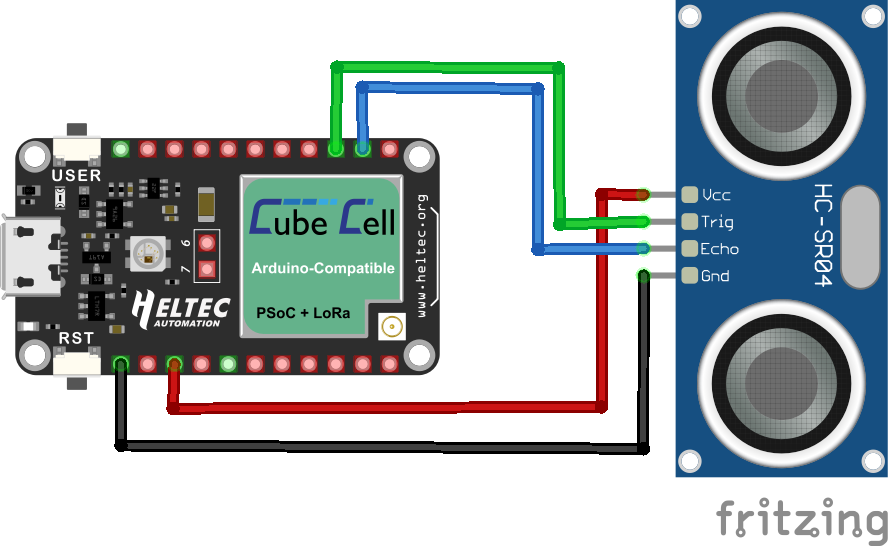 USER
6
7
Cube Cell
Arduino-Compatible
PSoC + LoRa
HELTEC
AUTOMATION
www.heltec.org
RST
Vcc
Trig
Echo
Gnd
HC-SR04
fritzing